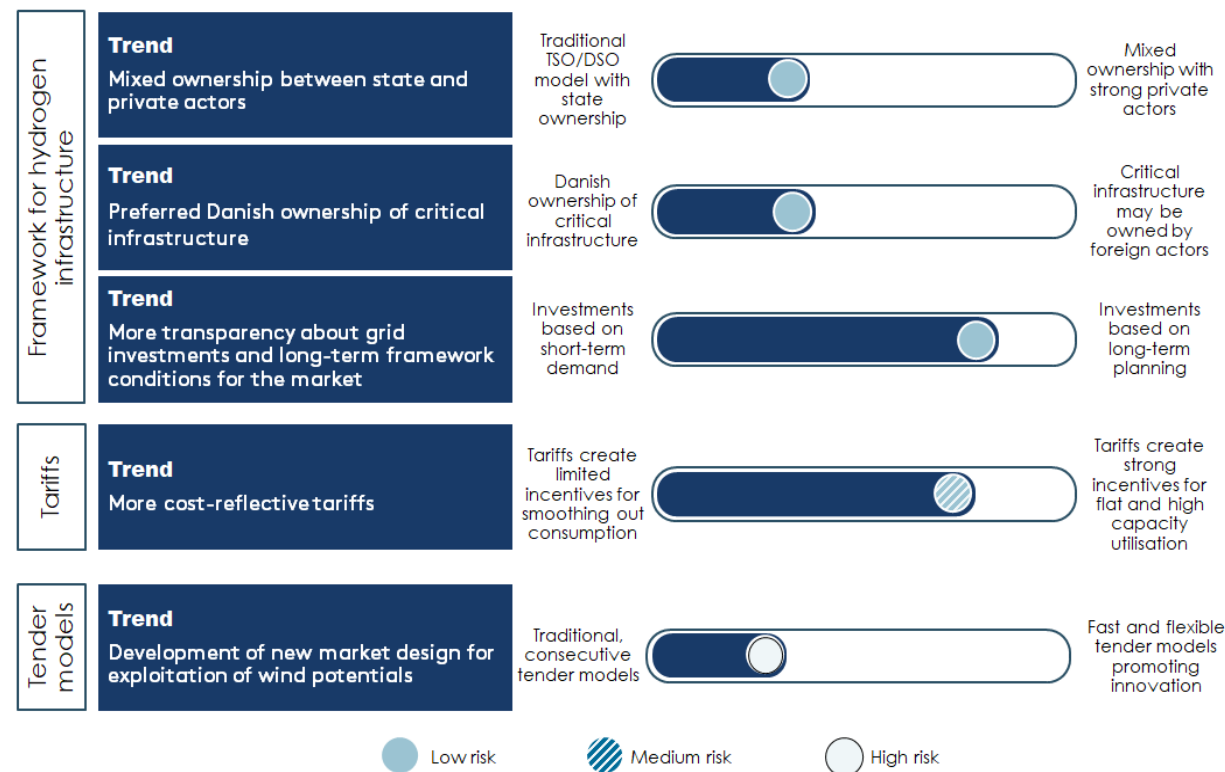 Framework for hydrogen
infrastructure
Trend
Mixed ownership between state and
private actors
Traditional
TSO/DSO
model with
state
ownership
Mixed
ownership with
strong private
actors
Trend
Preferred Danish ownership of critical
infrastructure
Danish
ownership of
critical
infrastructure
Critical
infrastructure
may be
owned by
foreign actors
Trend
More transparency about grid
investments and long-term framework
conditions for the market
Investments
based on
short-term
demand
Investments
based on
long-term
planning
Tariffs
Trend
More cost-reflective tariffs
Tariffs create
limited
incentives for
smoothing out
consumption
Tariffs create
strong
incentives for
flat and high
capacity
utilisation
Tender
models
Trend
Development of new market design for
exploitation of wind potentials
Traditional,
consecutive
tender models
Fast and flexible
tender models
promoting
innovation
Low risk
Medium risk
High risk